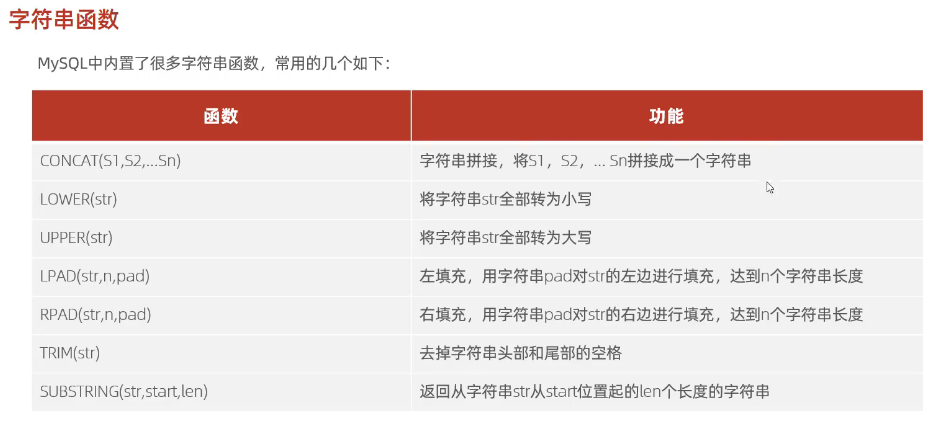 字符串函数
MySQL中内置了很多字符串函数，常用的几个如下：
函数 功能
CONCAT(S1,S2,...Sn) 字符串拼接，将S1，S2，... Sn拼接成一个字符串
LOWER(str) 将字符串str全部转为小写
UPPER(str) 将字符串str全部转为大写
LPAD(str,n,pad) 左填充，用字符串pad对str的左边进行填充，达到n个字符串长度
RPAD(str,n,pad) 右填充，用字符串pad对str的右边进行填充，达到n个字符串长度
TRIM(str) 去掉字符串头部和尾部的空格
SUBSTRING(str,start,len) 返回从字符串str从start位置起的len个长度的字符串